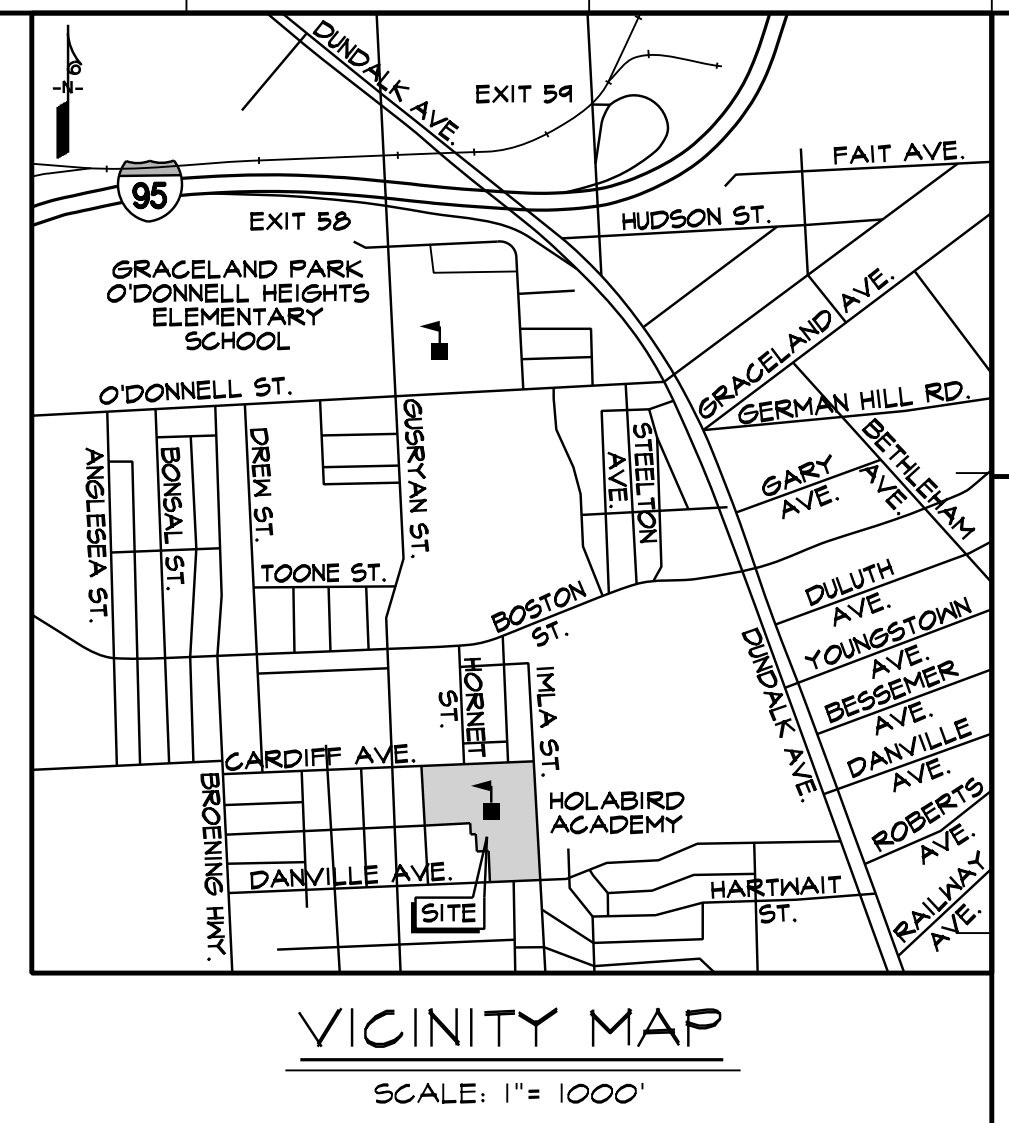 DUNDALK AVE.
EXIT 59
-N-
FAIT AVE.
95
HUDSON ST.
EXIT 58
GRACELAND PARK
O'DONNELL HEIGHTS
ELEMENTARY
SCHOOL
GRACELAND AVE.
O'DONNELL ST.
GERMAN HILL RD.
ANGLESEA ST.
BONSAL ST.
DREW ST.
GUSRYAN ST.
STEELTON
AVE.
GARY
AVE.
BETHLEHAM
AVE.
TOONE ST.
BOSTON
ST.
DULUTH
AVE.
YOUNGSTOWN
AVE.
HORNET
ST.
IMLA ST.
DUNDALK AVE.
BESSEMER
AVE.
DANVILLE
AVE.
CARDIFF AVE.
BROENING HWY.
HOLABIRD
ACADEMY
ROBERTS
AVE.
DANVILLE AVE.
HARTWAIT
ST.
RAILWAY
AVE.
SITE
VICINITY MAP
SCALE: 1"= 1000'